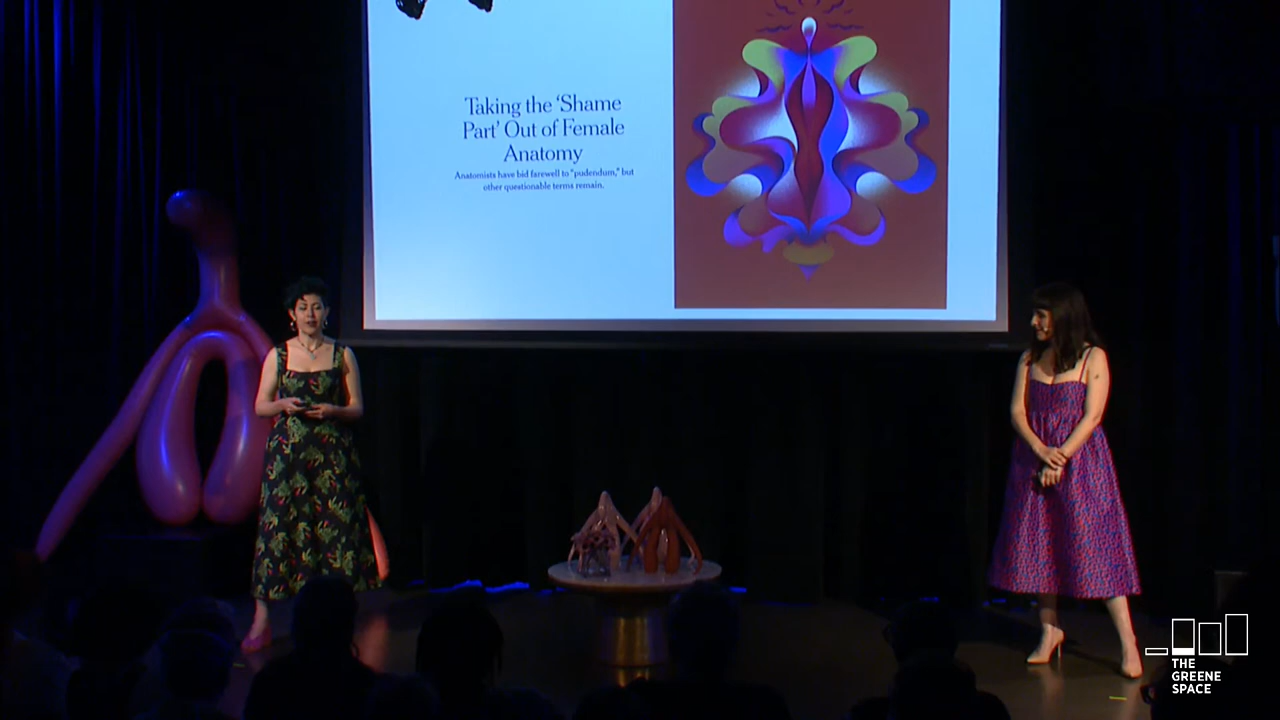 Taking the ‘Shame
Part’ Out of Female
Anatomy
Anatomists have bid farewell to “pudendum,” but
other questionable terms remain.
THE
GREENE
SPACE